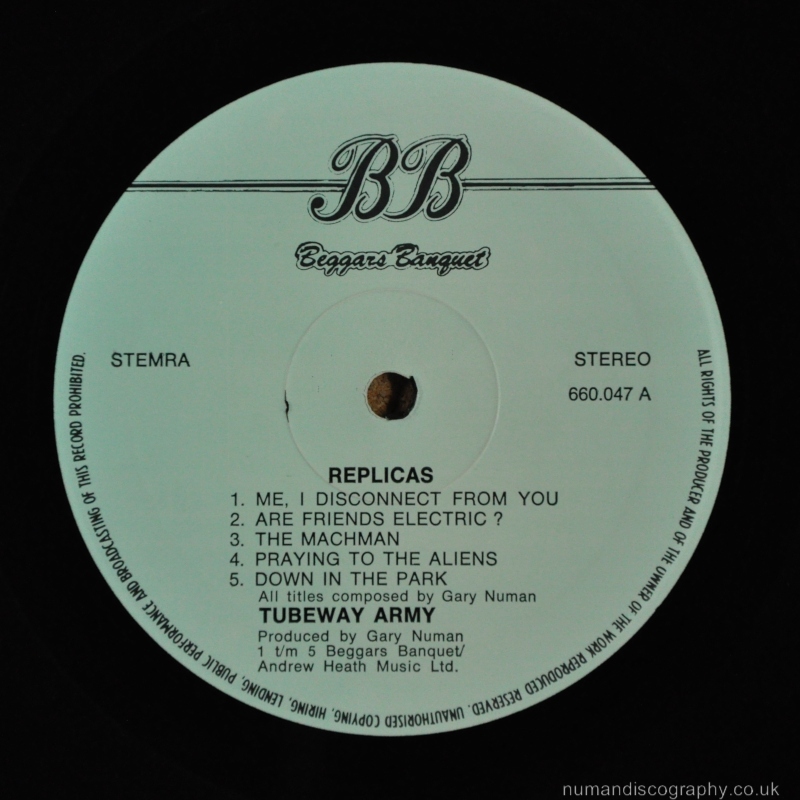 BB
Beggars Banquet
STEMRA
STEREO
660.047 A
REPLICAS
1. ME, I DISCONNECT FROM YOU
2. ARE FRIENDS ELECTRIC ?
3. THE MACHMAN
4. PRAYING TO THE ALIENS
5. DOWN IN THE PARK
All titles composed by Gary Numan
TUBEWAY ARMY
Produced by Gary Numan
1 t/m 5 Beggars Banquet/
Andrew Heath Music Ltd.
ALL RIGHTS OF THE PRODUCER AND OF THE OWNER OF THE WORK REPRODUCED RESERVED. UNAUTHORISED COPYING, HIRING, LENDING, PUBLIC PERFORMANCE AND BROADCASTING OF THIS RECORD PROHIBITED.
numandiscography.co.uk